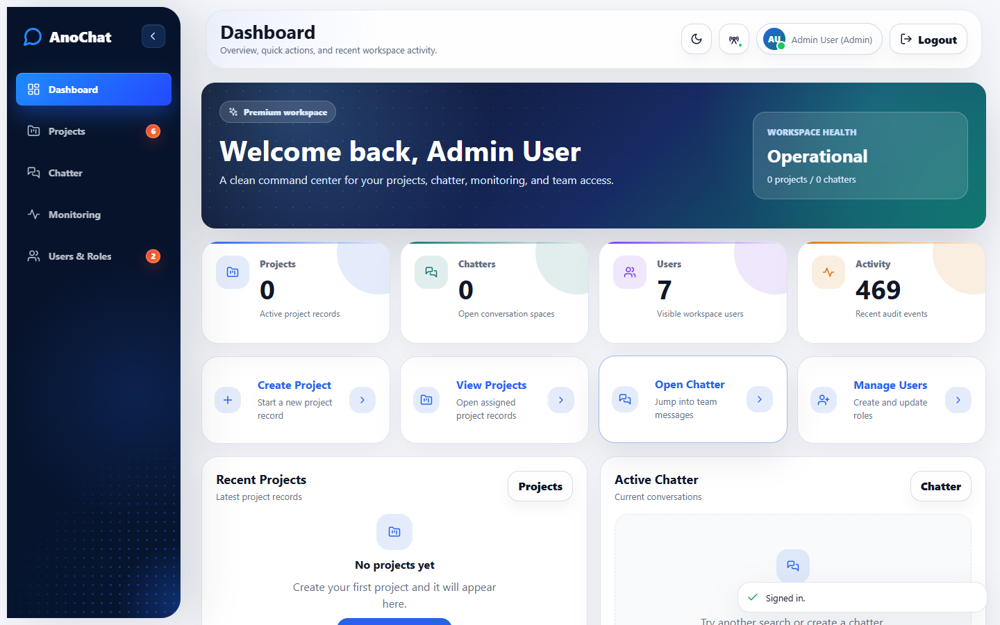 AnoChat
Dashboard
Projects
6
Chatter
Monitoring
Users & Roles
2
Dashboard
Overview, quick actions, and recent workspace activity.
AU
Admin User (Admin)
Logout
Premium workspace
Welcome back, Admin User
A clean command center for your projects, chatter, monitoring, and team access.
WORKSPACE HEALTH
Operational
0 projects / 0 chatters
Projects
0
Active project records
Chatters
0
Open conversation spaces
Users
7
Visible workspace users
Activity
469
Recent audit events
Create Project
Start a new project
record
View Projects
Open assigned
project records
Open Chatter
Jump into team
messages
Manage Users
Create and update
roles
Recent Projects
Latest project records
Projects
No projects yet
Create your first project and it will appear
here.
Active Chatter
Current conversations
Chatter
Signed in.
Try another search or create a chatter